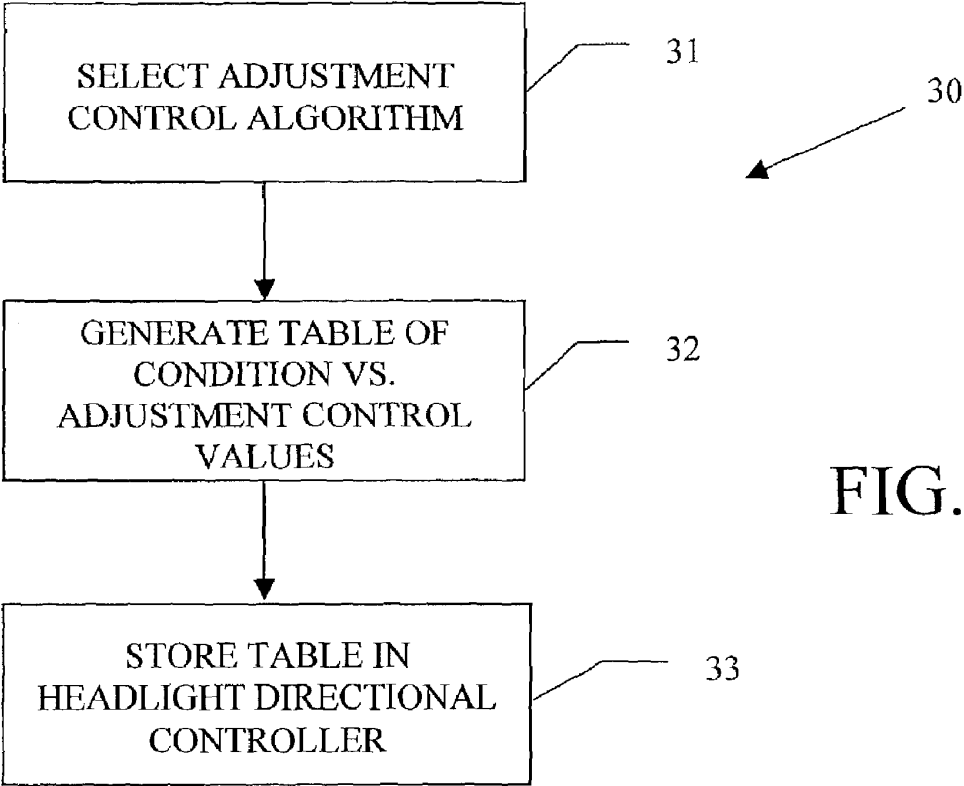 SELECT ADJUSTMENT
CONTROL ALGORITHM
31
30
GENERATE TABLE OF
CONDITION VS.
ADJUSTMENT CONTROL
VALUES
32
FIG.
STORE TABLE IN
HEADLIGHT DIRECTIONAL
CONTROLLER
33